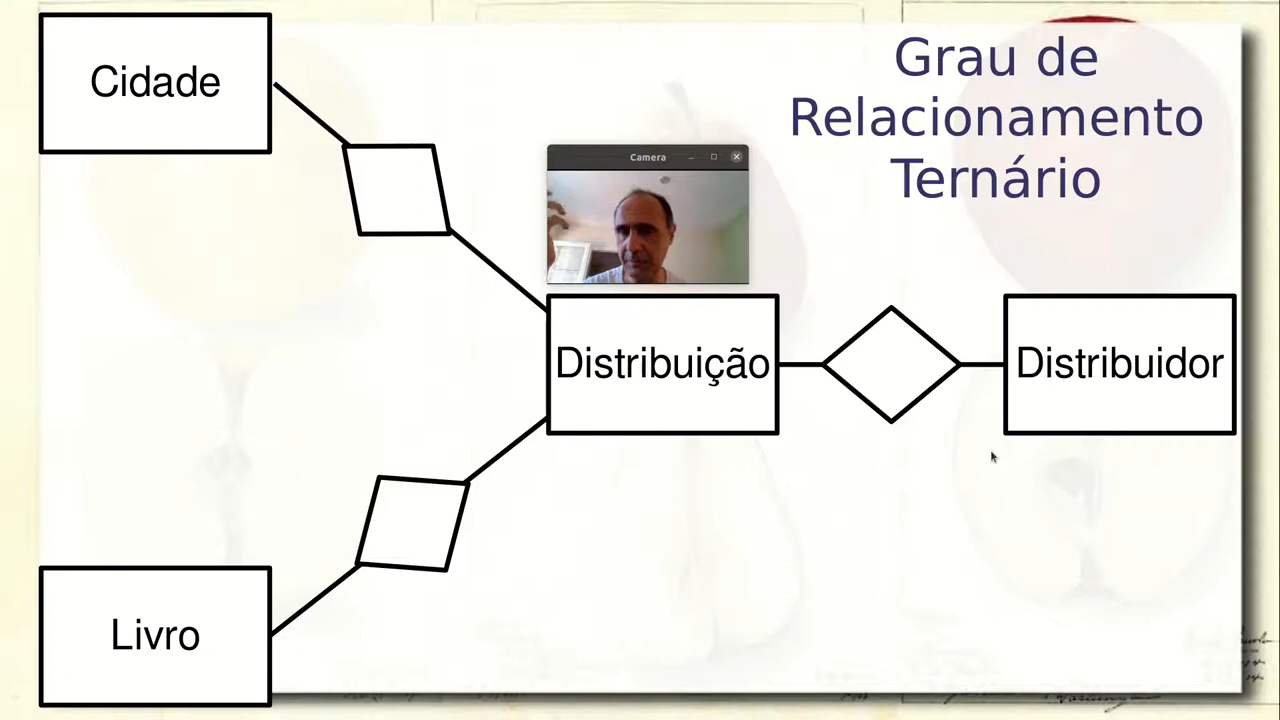 Cidade
Grau de
Relacionamento
Ternário
Camera
Distribuição
Distribuidor
Livro